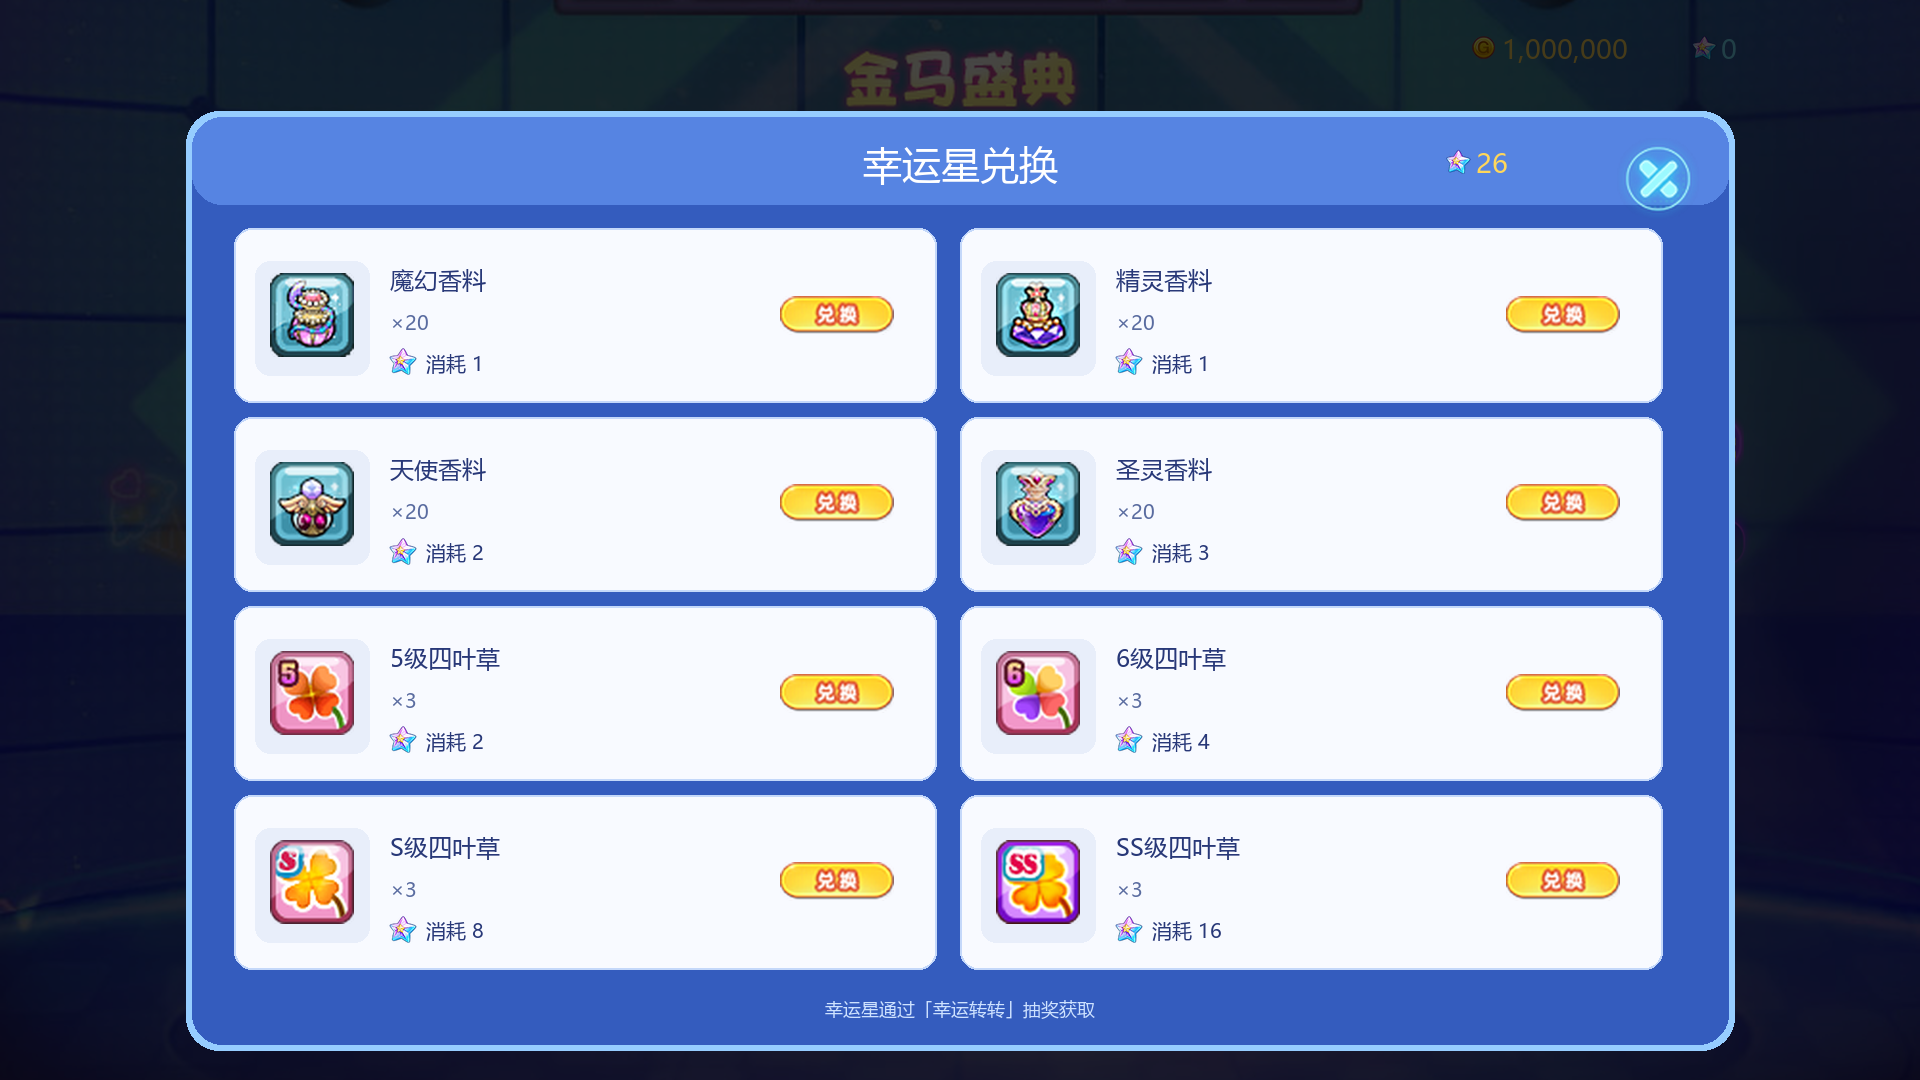 1,000,000
0
金马盛典
幸运星兑换
26
魔幻香料
×20
消耗 1
兑换
精灵香料
×20
消耗 1
兑换
天使香料
×20
消耗 2
兑换
圣灵香料
×20
消耗 3
兑换
5
5级四叶草
×3
消耗 2
兑换
6
6级四叶草
×3
消耗 4
兑换
S
S级四叶草
×3
消耗 8
兑换
SS
SS级四叶草
×3
消耗 16
兑换
幸运星通过「幸运转转」抽奖获取